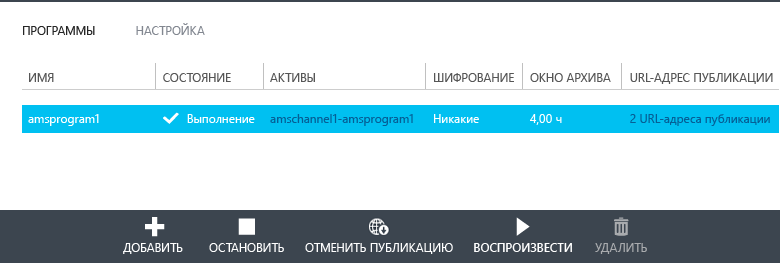 ПРОГРАММЫ НАСТРОЙКА
ИМЯ СОСТОЯНИЕ АКТИВЫ ШИФРОВАНИЕ ОКНО АРХИВА URL-АДРЕС ПУБЛИКАЦИИ
amsprogram1 Выполнение amschannel1-amsprogram1 Никакие 4,00 ч 2 URL-адреса публикации
ДОБАВИТЬ ОСТАНОВИТЬ ОТМЕНИТЬ ПУБЛИКАЦИЮ ВОСПРОИЗВЕСТИ УДАЛИТЬ